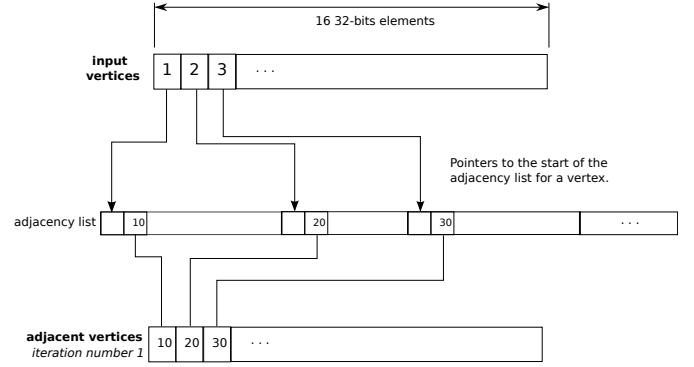 16 32-bits elements
input
vertices
1 2 3 . . .
Pointers to the start of the
adjacency list for a vertex.
adjacency list 10 20 30 . . .
adjacent vertices
iteration number 1
10 20 30 . . .